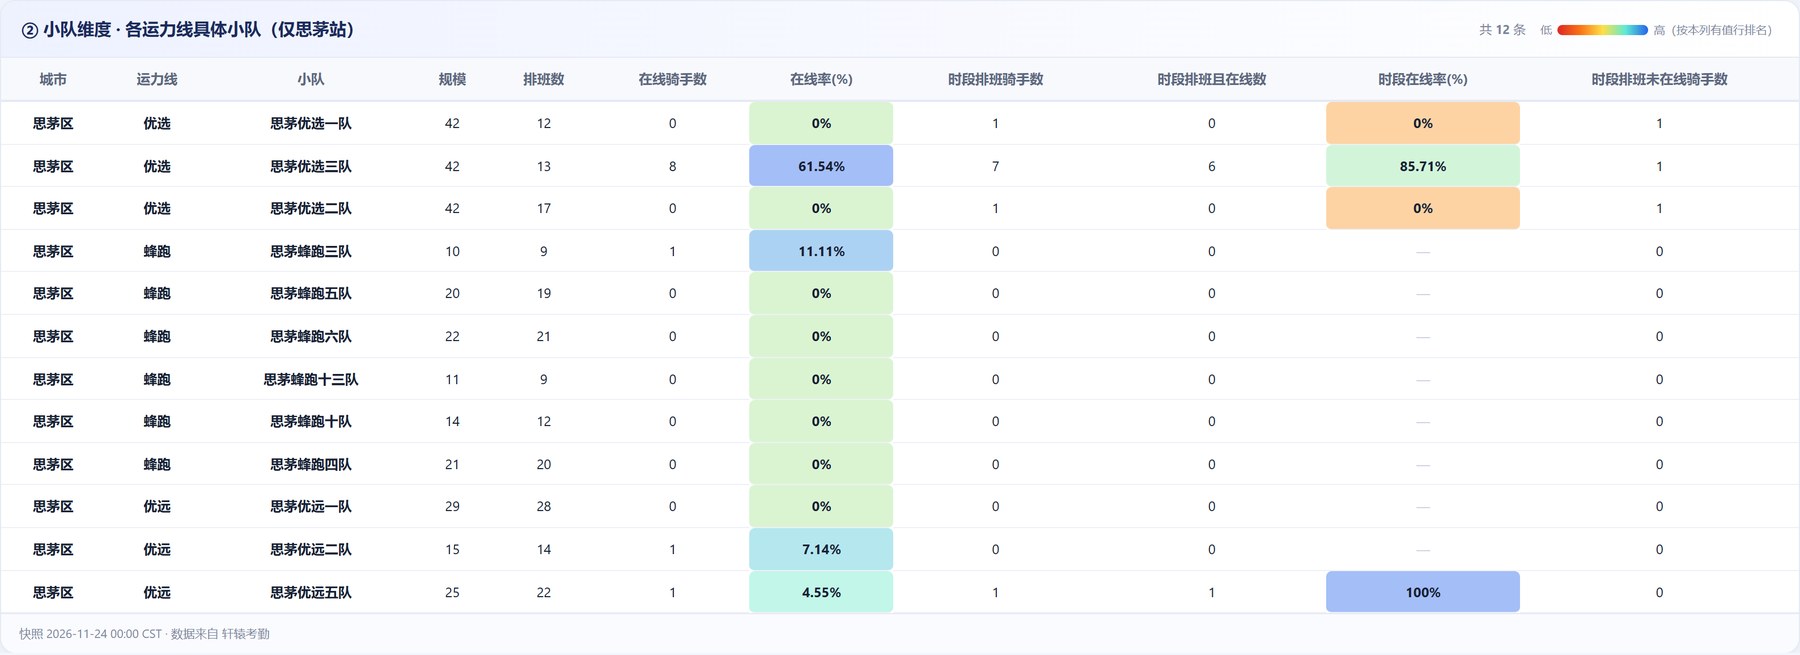 ② 小队维度 · 各运力线具体小队（仅思茅站）
共 12 条 低 高 (按本列有值行排名)
城市 运力线 小队 规模 排班数 在线骑手数 在线率(%) 时段排班骑手数 时段排班且在线数 时段在线率(%) 时段排班未在线骑手数
思茅区 优选 思茅优选一队 42 12 0 0% 1 0 0% 1
思茅区 优选 思茅优选三队 42 13 8 61.54% 7 6 85.71% 1
思茅区 优选 思茅优选二队 42 17 0 0% 1 0 0% 1
思茅区 蜂跑 思茅蜂跑三队 10 9 1 11.11% 0 0 — 0
思茅区 蜂跑 思茅蜂跑五队 20 19 0 0% 0 0 — 0
思茅区 蜂跑 思茅蜂跑六队 22 21 0 0% 0 0 — 0
思茅区 蜂跑 思茅蜂跑十三队 11 9 0 0% 0 0 — 0
思茅区 蜂跑 思茅蜂跑十队 14 12 0 0% 0 0 — 0
思茅区 蜂跑 思茅蜂跑四队 21 20 0 0% 0 0 — 0
思茅区 优远 思茅优远一队 29 28 0 0% 0 0 — 0
思茅区 优远 思茅优远二队 15 14 1 7.14% 0 0 — 0
思茅区 优远 思茅优远五队 25 22 1 4.55% 1 1 100% 0
快照 2026-11-24 00:00 CST · 数据来自 轩辕考勤